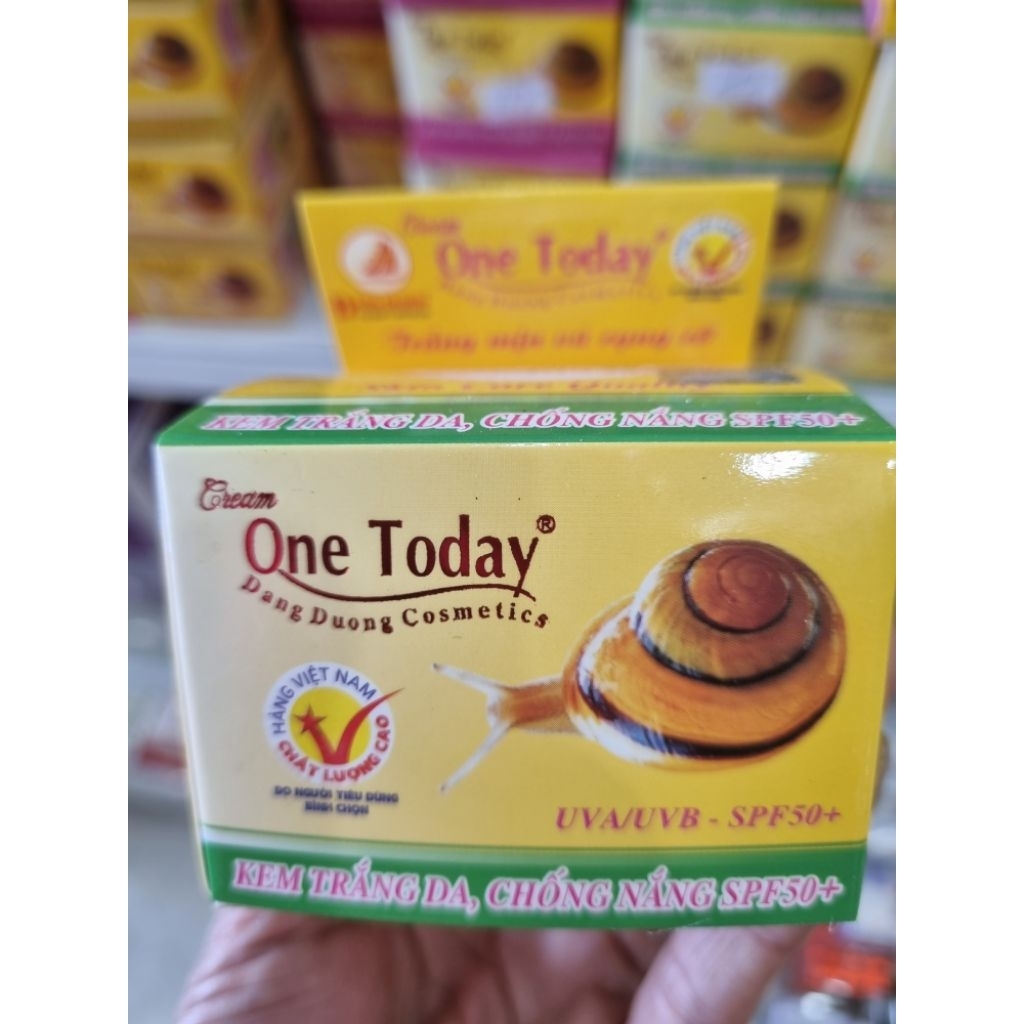 One Today
KEM TRẮNG DA, CHỐNG NẮNG SPF50+
Cream
One Today®
Dang Duong Cosmetics
HÀNG VIỆT NAM
CHẤT LƯỢNG CAO
DO NGƯỜI TIÊU DÙNG
BÌNH CHỌN
UVA/UVB - SPF50+
KEM TRẮNG DA, CHỐNG NẮNG SPF50+